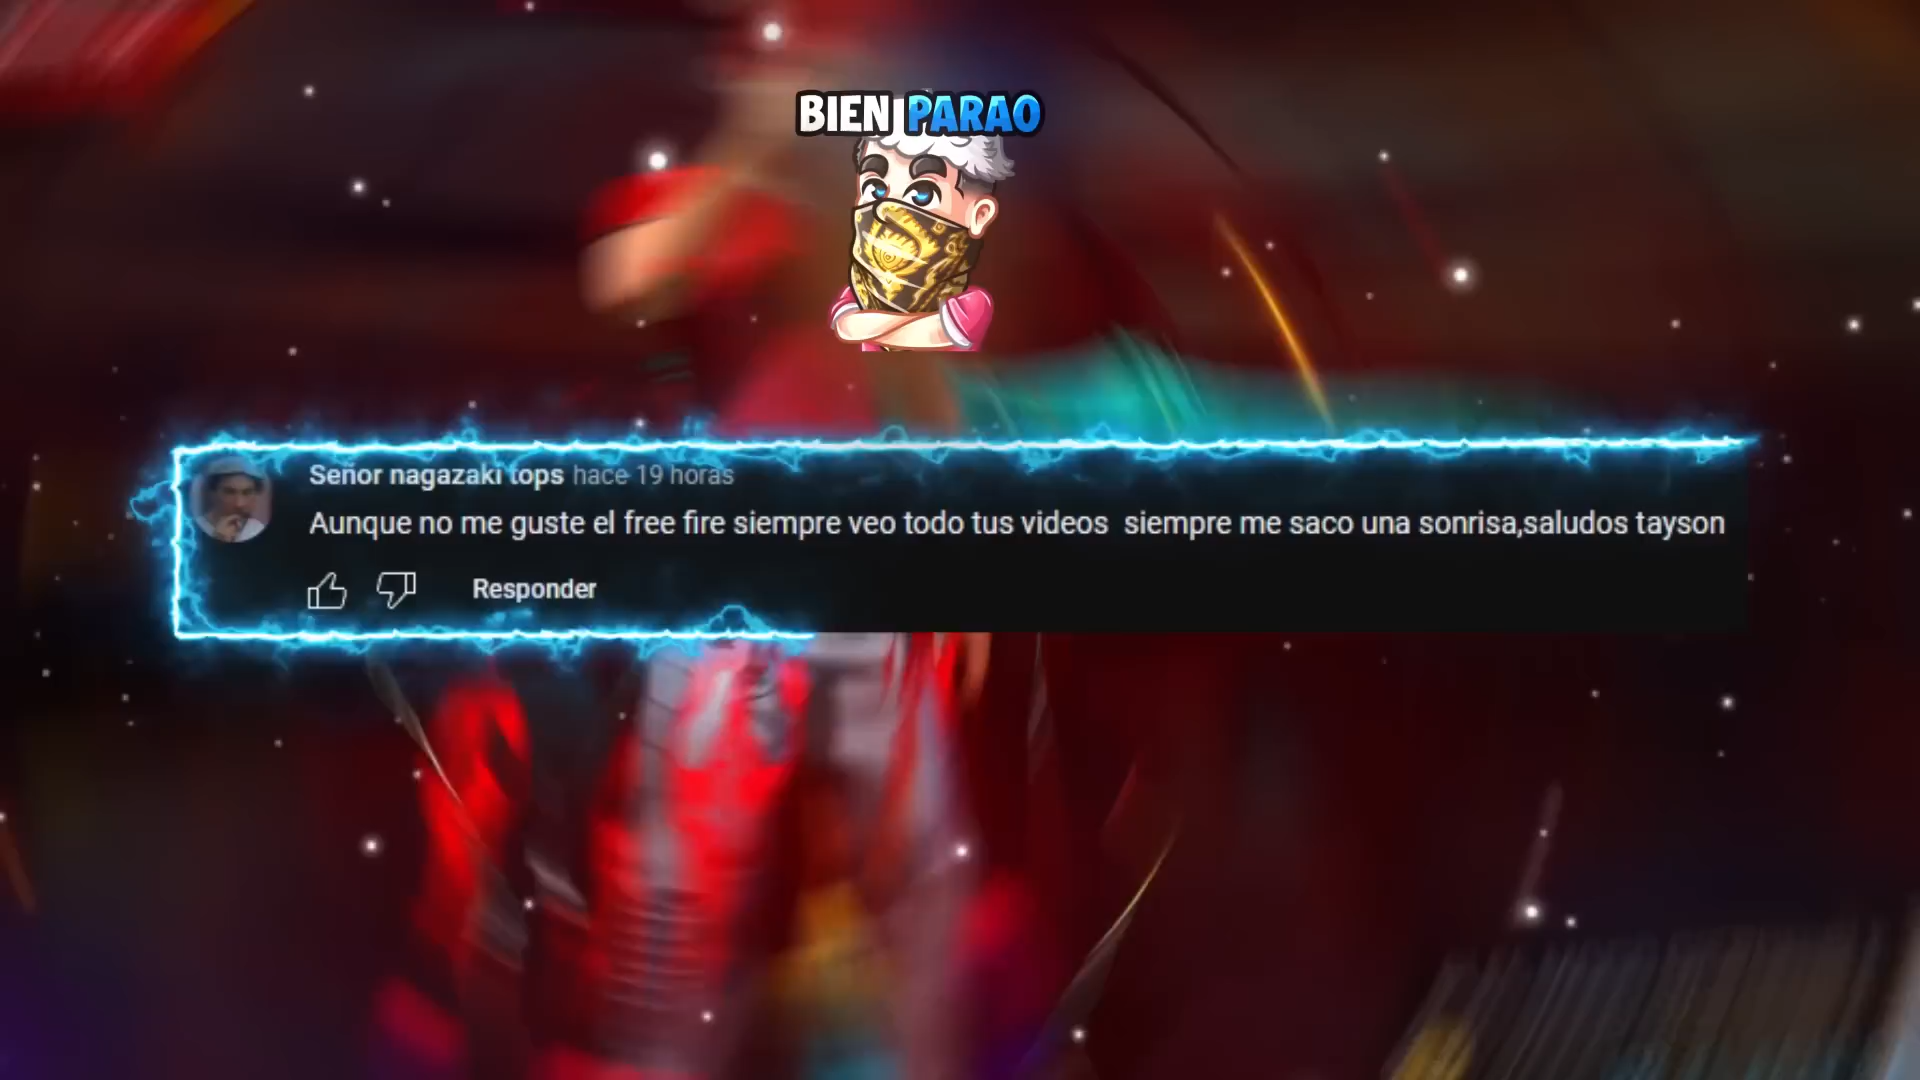 BIEN PARAO
Señor nagazaki tops hace 19 horas
Aunque no me guste el free fire siempre veo todo tus videos  siempre me saco una sonrisa,saludos tayson
Responder